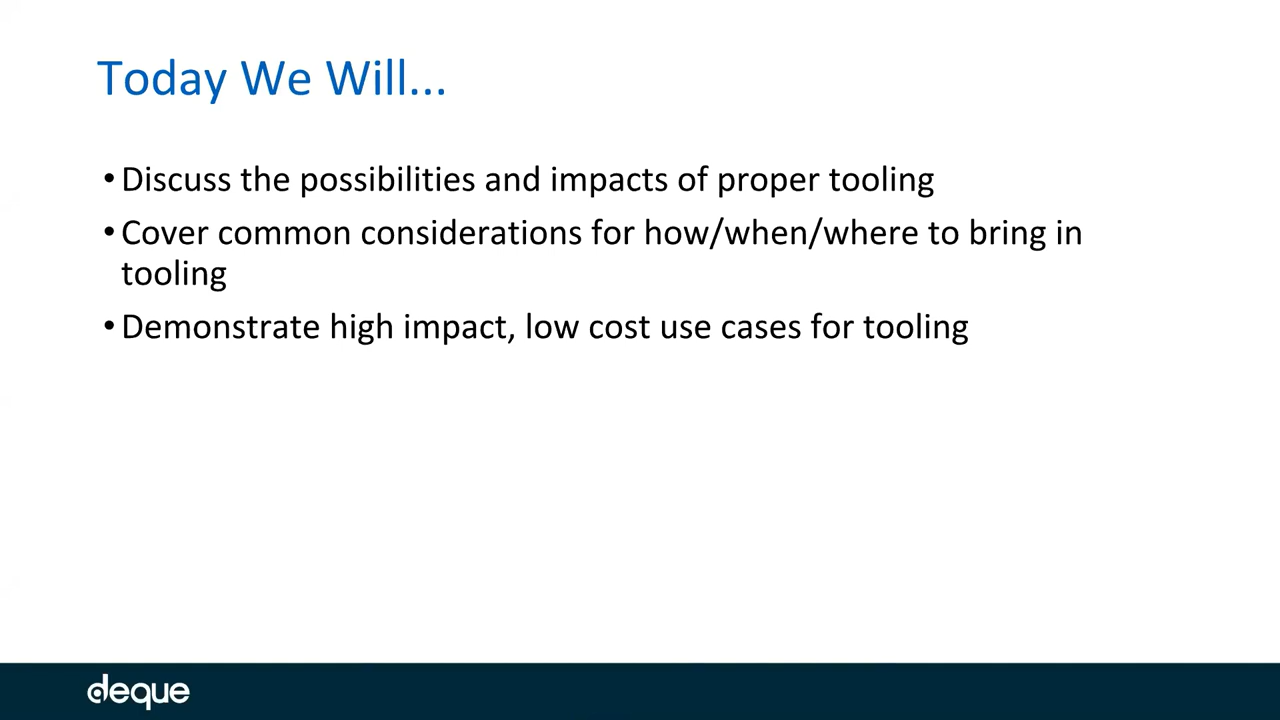 Today We Will...
• Discuss the possibilities and impacts of proper tooling
• Cover common considerations for how/when/where to bring in
tooling
• Demonstrate high impact, low cost use cases for tooling
deque